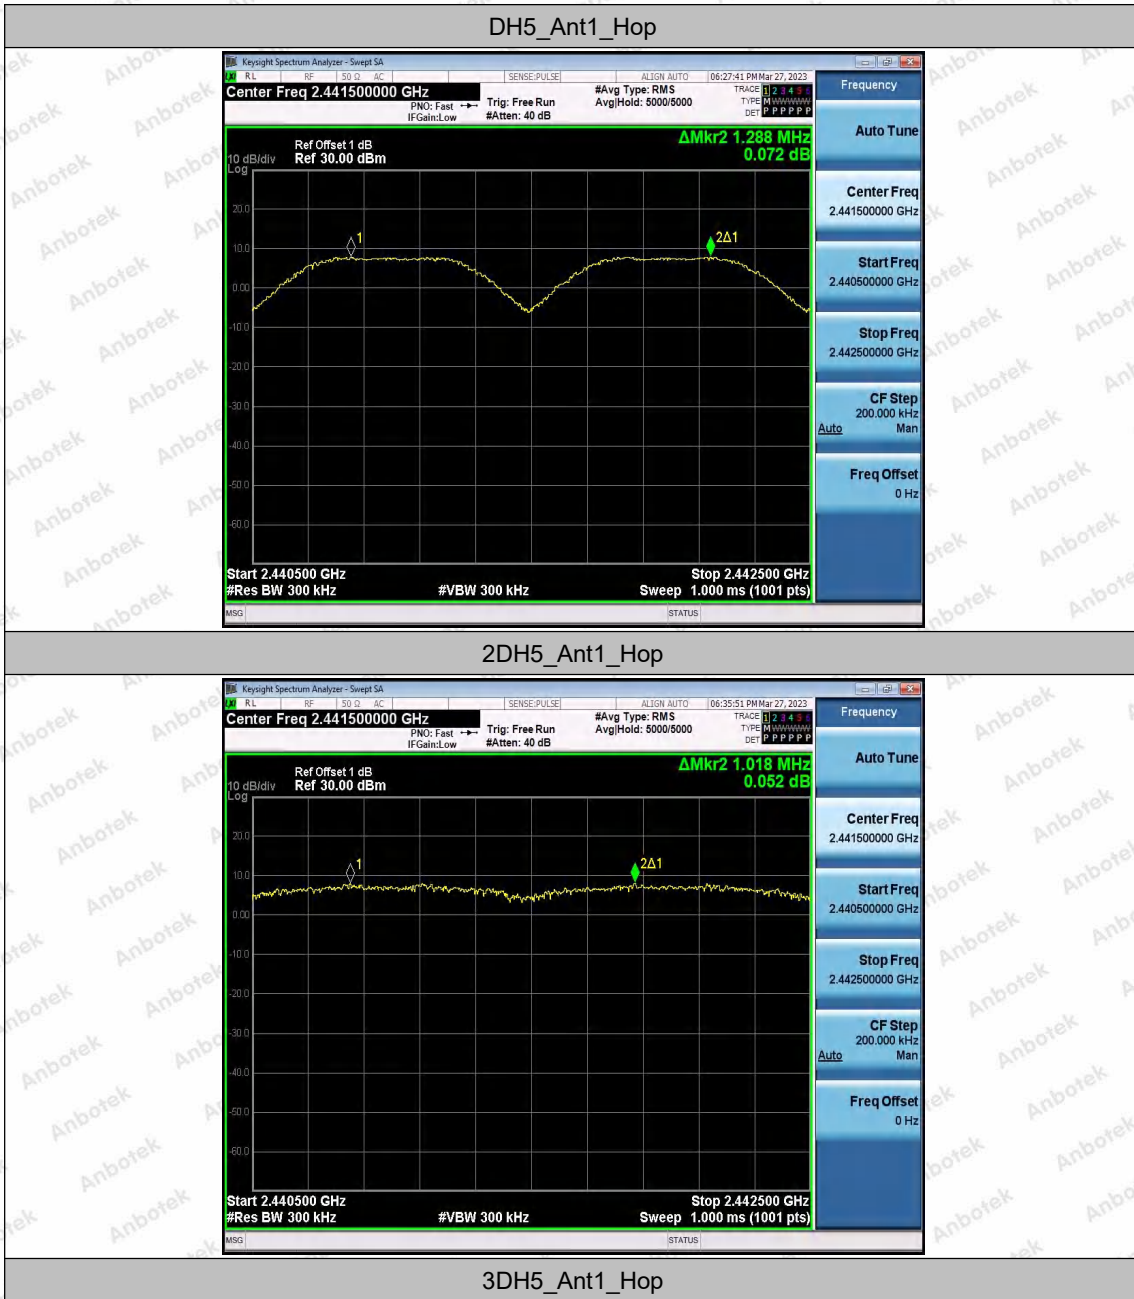 DH5_Ant1_Hop
Keysight Spectrum Analyzer - Swept SA
LXI RL RF 50 Ω AC SENSE:PULSE ALIGN AUTO 06:27:41 PM Mar 27, 2023
Center Freq 2.441500000 GHz
PNO: Fast
IFGain:Low
Trig: Free Run
#Atten: 40 dB
#Avg Type: RMS
Avg|Hold: 5000/5000
TRACE 1 2 3 4 5 6
TYPE M WWWWW
DET P P P P P P
ΔMkr2 1.288 MHz
0.072 dB
Ref Offset 1 dB
10 dB/div Ref 30.00 dBm
Log
20.0
10.0
0.00
-10.0
-20.0
-30.0
-40.0
-50.0
-60.0
1
2Δ1
Start 2.440500 GHz Stop 2.442500 GHz
#Res BW 300 kHz #VBW 300 kHz Sweep 1.000 ms (1001 pts)
MSG STATUS
Frequency
Auto Tune
Center Freq
2.441500000 GHz
Start Freq
2.440500000 GHz
Stop Freq
2.442500000 GHz
CF Step
200.000 kHz
Auto Man
Freq Offset
0 Hz
2DH5_Ant1_Hop
Keysight Spectrum Analyzer - Swept SA
LXI RL RF 50 Ω AC SENSE:PULSE ALIGN AUTO 06:35:51 PM Mar 27, 2023
Center Freq 2.441500000 GHz
PNO: Fast
IFGain:Low
Trig: Free Run
#Atten: 40 dB
#Avg Type: RMS
Avg|Hold: 5000/5000
TRACE 1 2 3 4 5 6
TYPE M WWWWW
DET P P P P P P
ΔMkr2 1.018 MHz
0.052 dB
Ref Offset 1 dB
10 dB/div Ref 30.00 dBm
Log
20.0
10.0
0.00
-10.0
-20.0
-30.0
-40.0
-50.0
-60.0
1
2Δ1
Start 2.440500 GHz Stop 2.442500 GHz
#Res BW 300 kHz #VBW 300 kHz Sweep 1.000 ms (1001 pts)
MSG STATUS
Frequency
Auto Tune
Center Freq
2.441500000 GHz
Start Freq
2.440500000 GHz
Stop Freq
2.442500000 GHz
CF Step
200.000 kHz
Auto Man
Freq Offset
0 Hz
3DH5_Ant1_Hop
Anbotek